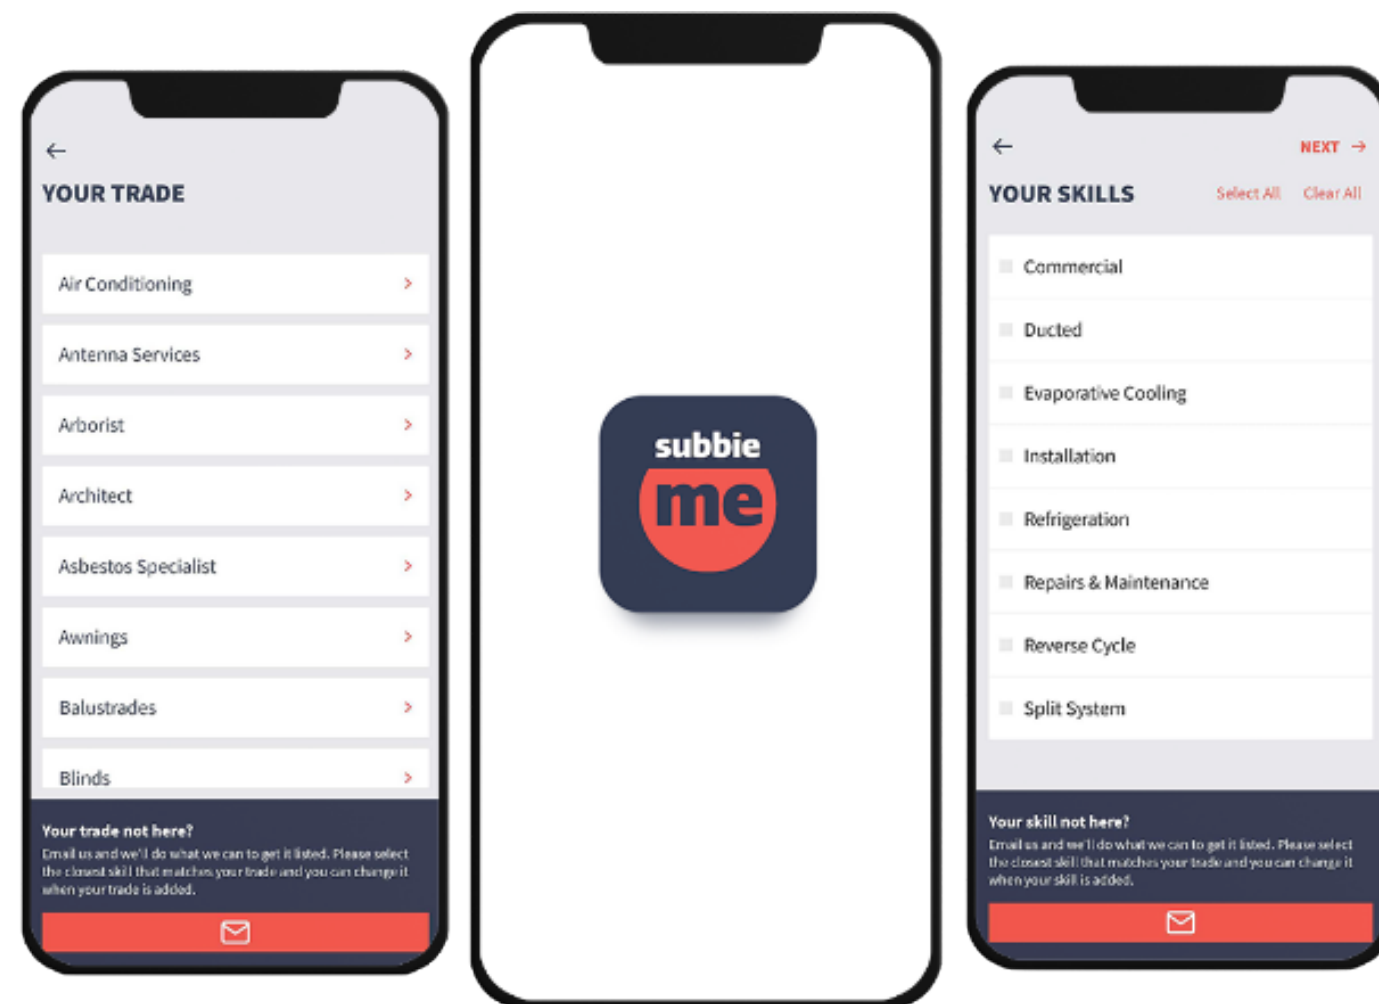 YOUR TRADE
Air Conditioning
Antenna Services
Arborist
Architect
Asbestos Specialist
Awnings
Balustrades
Blinds
Your trade not here?
Email us and we'll do what we can to get it listed. Please select
the closest skill that matches your trade and you can change it
when your trade is added.
subbie
me
NEXT
YOUR SKILLS Select All Clear All
Commercial
Ducted
Evaporative Cooling
Installation
Refrigeration
Repairs & Maintenance
Reverse Cycle
Split System
Your skill not here?
Email us and we'll do what we can to get it listed. Please select
the closest skill that matches your trade and you can change it
when your skill is added.